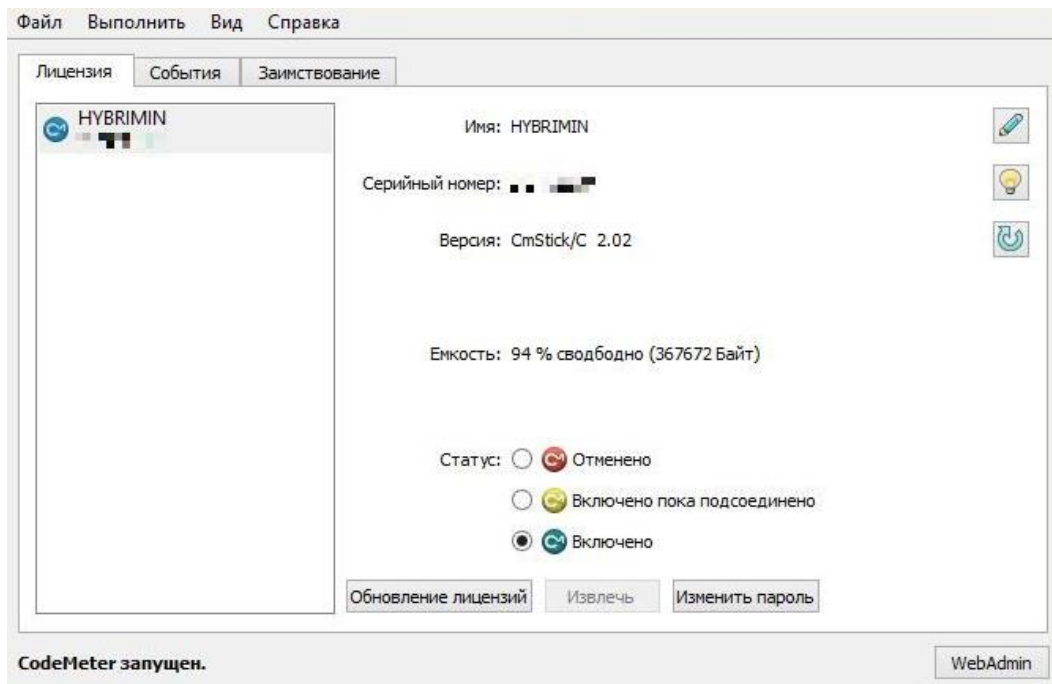 Файл Выполнить Вид Справка
Лицензия События Заимствование
HYBRIMIN
Имя: HYBRIMIN
Серийный номер:
Версия: CmStick/C 2.02
Емкость: 94 % сводбодно (367672 Байт)
Статус: Отменено
Включено пока подсоединено
Включено
Обновление лицензий Извлечь Изменить пароль
CodeMeter запущен. WebAdmin